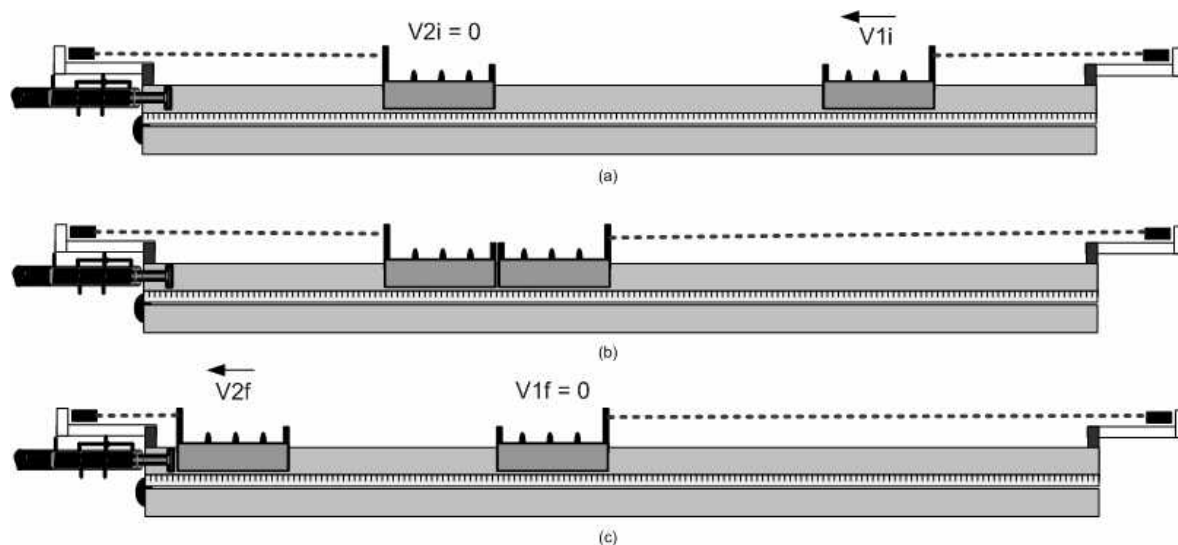 V2i = 0
V1i
(a)
(b)
V2f
V1f = 0
(c)